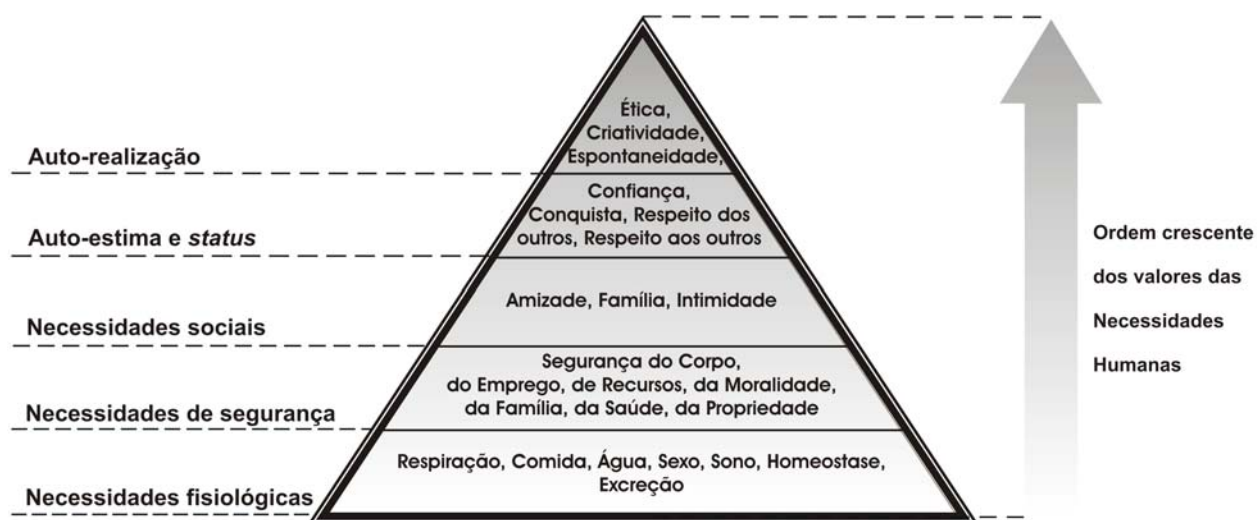 Ética,
Criatividade,
Espontaneidade,
Auto-realização
Confiança,
Conquista, Respeito dos
outros, Respeito aos outros
Auto-estima e status
Amizade, Família, Intimidade
Necessidades sociais
Segurança do Corpo,
do Emprego, de Recursos, da Moralidade,
da Família, da Saúde, da Propriedade
Necessidades de segurança
Respiração, Comida, Água, Sexo, Sono, Homeostase,
Excreção
Necessidades fisiológicas
Ordem crescente
dos valores das
Necessidades
Humanas